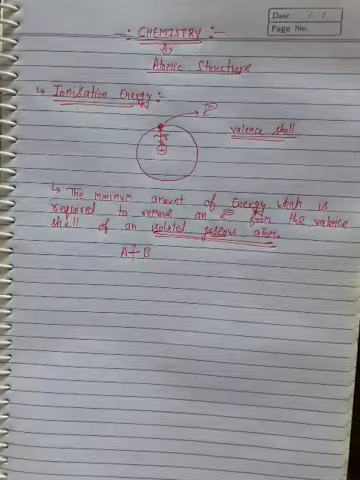 Date: / /
Page No.
-: CHEMISTRY :-
Atomic Structure
Ionisation Energy :-
e⁻
valence shell
+
The minimum amount of Energy which is
required to remove an e⁻ from the valence
shell of an isolated gaseous atom.
A + B